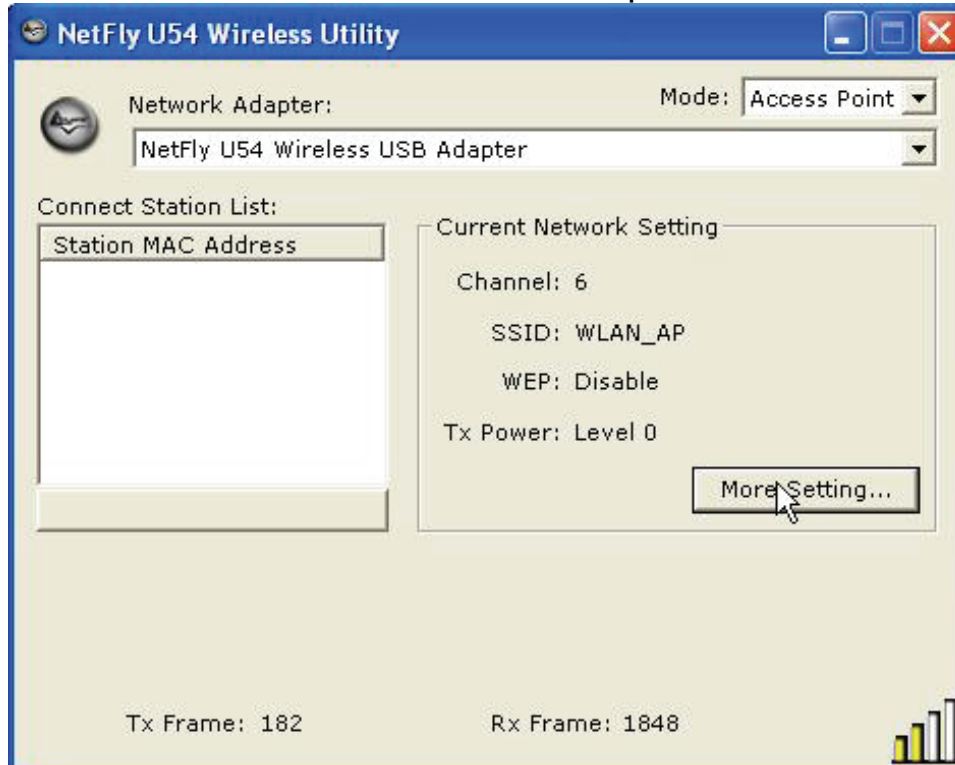 NetFly U54 Wireless Utility
Network Adapter:
Mode: Access Point
NetFly U54 Wireless USB Adapter
Connect Station List:
Station MAC Address
Current Network Setting
Channel: 6
SSID: WLAN_AP
WEP: Disable
Tx Power: Level 0
More Setting...
Tx Frame: 182
Rx Frame: 1848